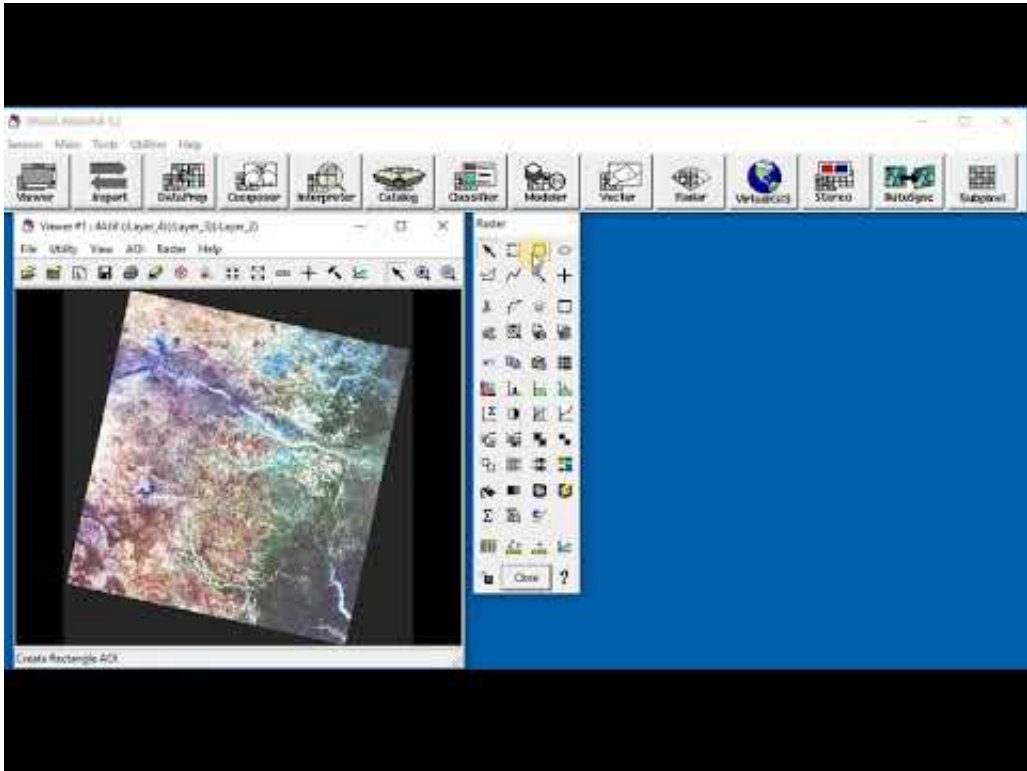 Session Main Tools Utilities Help
Viewer Import DataPrep Composer Interpreter Catalog Classifier Modeler Vector Radar VirtualGIS Stereo AutoSync Subpixel
Viewer #1 :
File Utility View AOI Raster Help
Raster
Close ?
Create Rectangle AOI